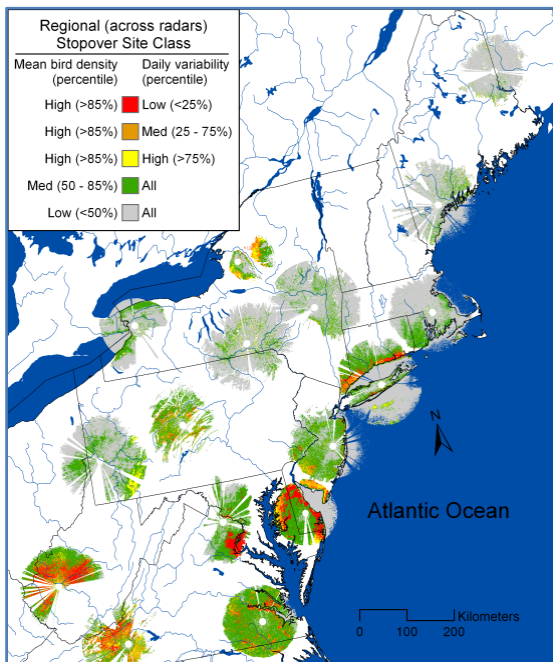 Regional (across radars)
Stopover Site Class
Mean bird density Daily variability
(percentile) (percentile)
High (>85%) Low (<25%)
High (>85%) Med (25 - 75%)
High (>85%) High (>75%)
Med (50 - 85%) All
Low (<50%) All
N
Atlantic Ocean
Kilometers
0 100 200